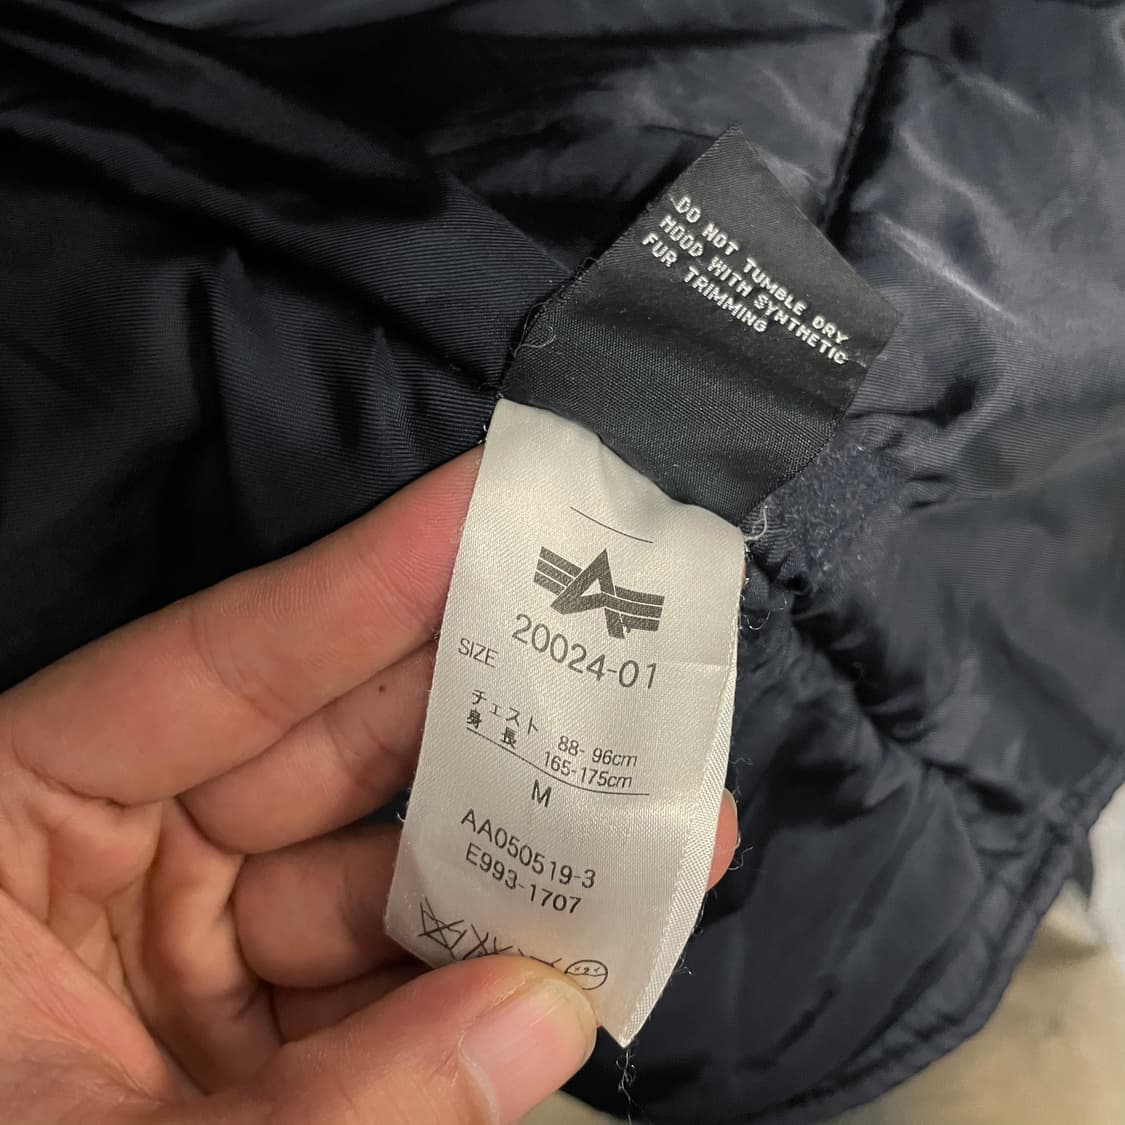 DO NOT TUMBLE DRY
HOOD WITH SYNTHETIC
FUR TRIMMING
20024-01
SIZE
チェスト 88-96cm
身長 165-175cm
M
AA050519-3
E993-1707